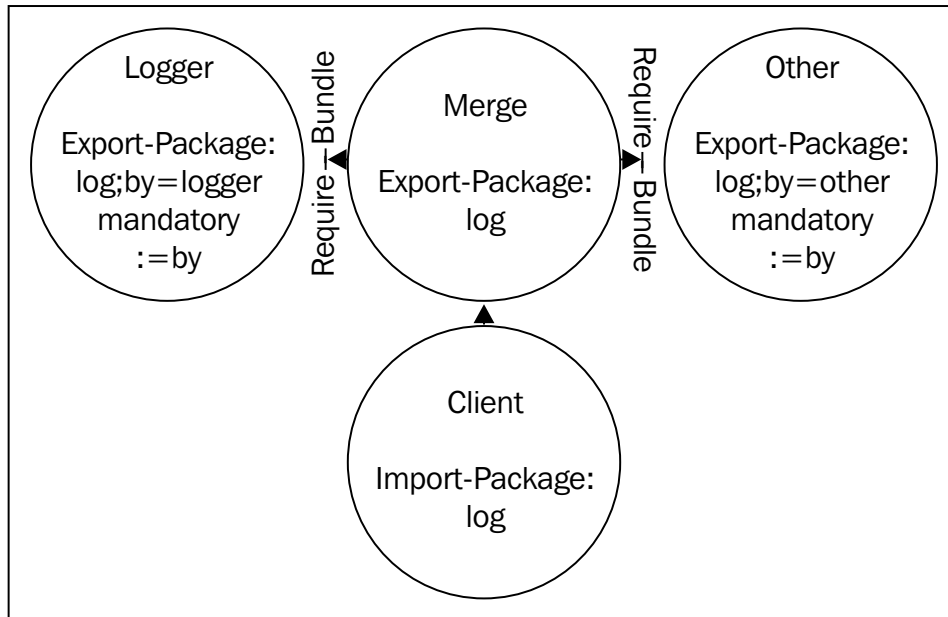 Logger
Export-Package:
log;by=logger
mandatory
:=by
Require—Bundle
Merge
Export-Package:
log
Require—Bundle
Other
Export-Package:
log;by=other
mandatory
:=by
Client
Import-Package:
log